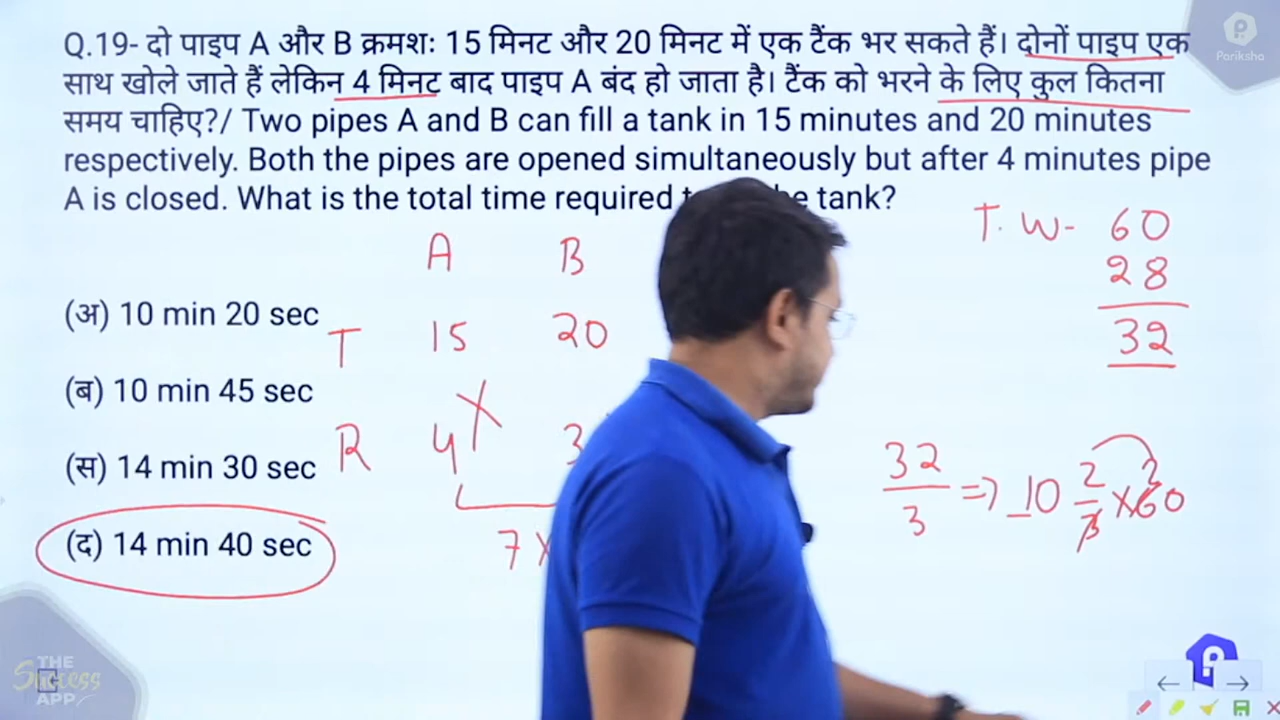 Q.19- दो पाइप A और B क्रमशः 15 मिनट और 20 मिनट में एक टैंक भर सकते हैं। दोनों पाइप एक
साथ खोले जाते हैं लेकिन 4 मिनट बाद पाइप A बंद हो जाता है। टैंक को भरने के लिए कुल कितना
समय चाहिए?/ Two pipes A and B can fill a tank in 15 minutes and 20 minutes
respectively. Both the pipes are opened simultaneously but after 4 minutes pipe
A is closed. What is the total time required tank?
Pariksha
A B
T 15 20
R 4 3
7 X
(अ) 10 min 20 sec
(ब) 10 min 45 sec
(स) 14 min 30 sec
(द) 14 min 40 sec
T. W- 60
28
32
32/3 => 10 2/3 x 60
THE
Success
APP